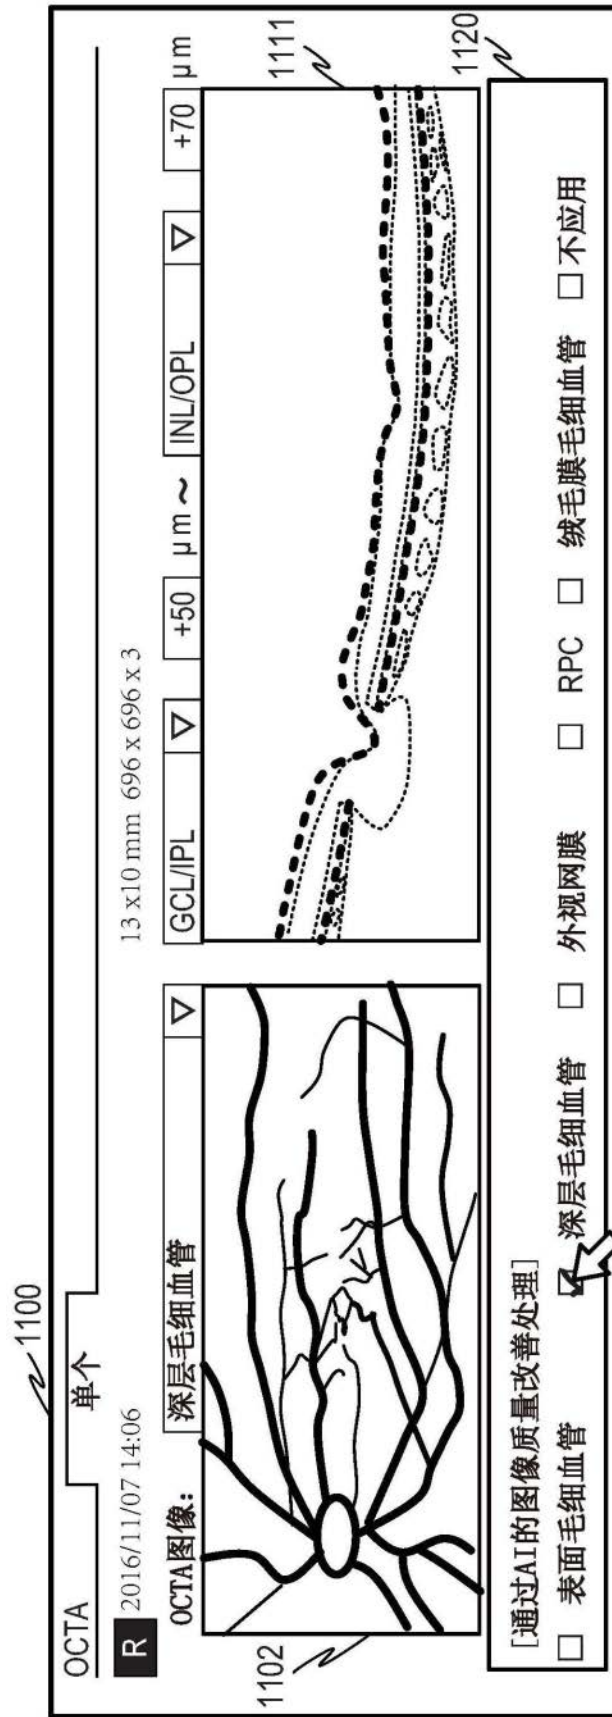 1100
OCTA
单个
R 2016/11/07 14:06
13 x10 mm 696 x 696 x 3
OCTA图像: 深层毛细血管 ▽
GCL/IPL ▽ +50 μm ~ INL/OPL ▽ +70 μm
1102
1111
1120
[通过AI的图像质量改善处理]
□ 表面毛细血管 深层毛细血管 □ 外视网膜 □ RPC □ 绒毛膜毛细血管 □ 不应用